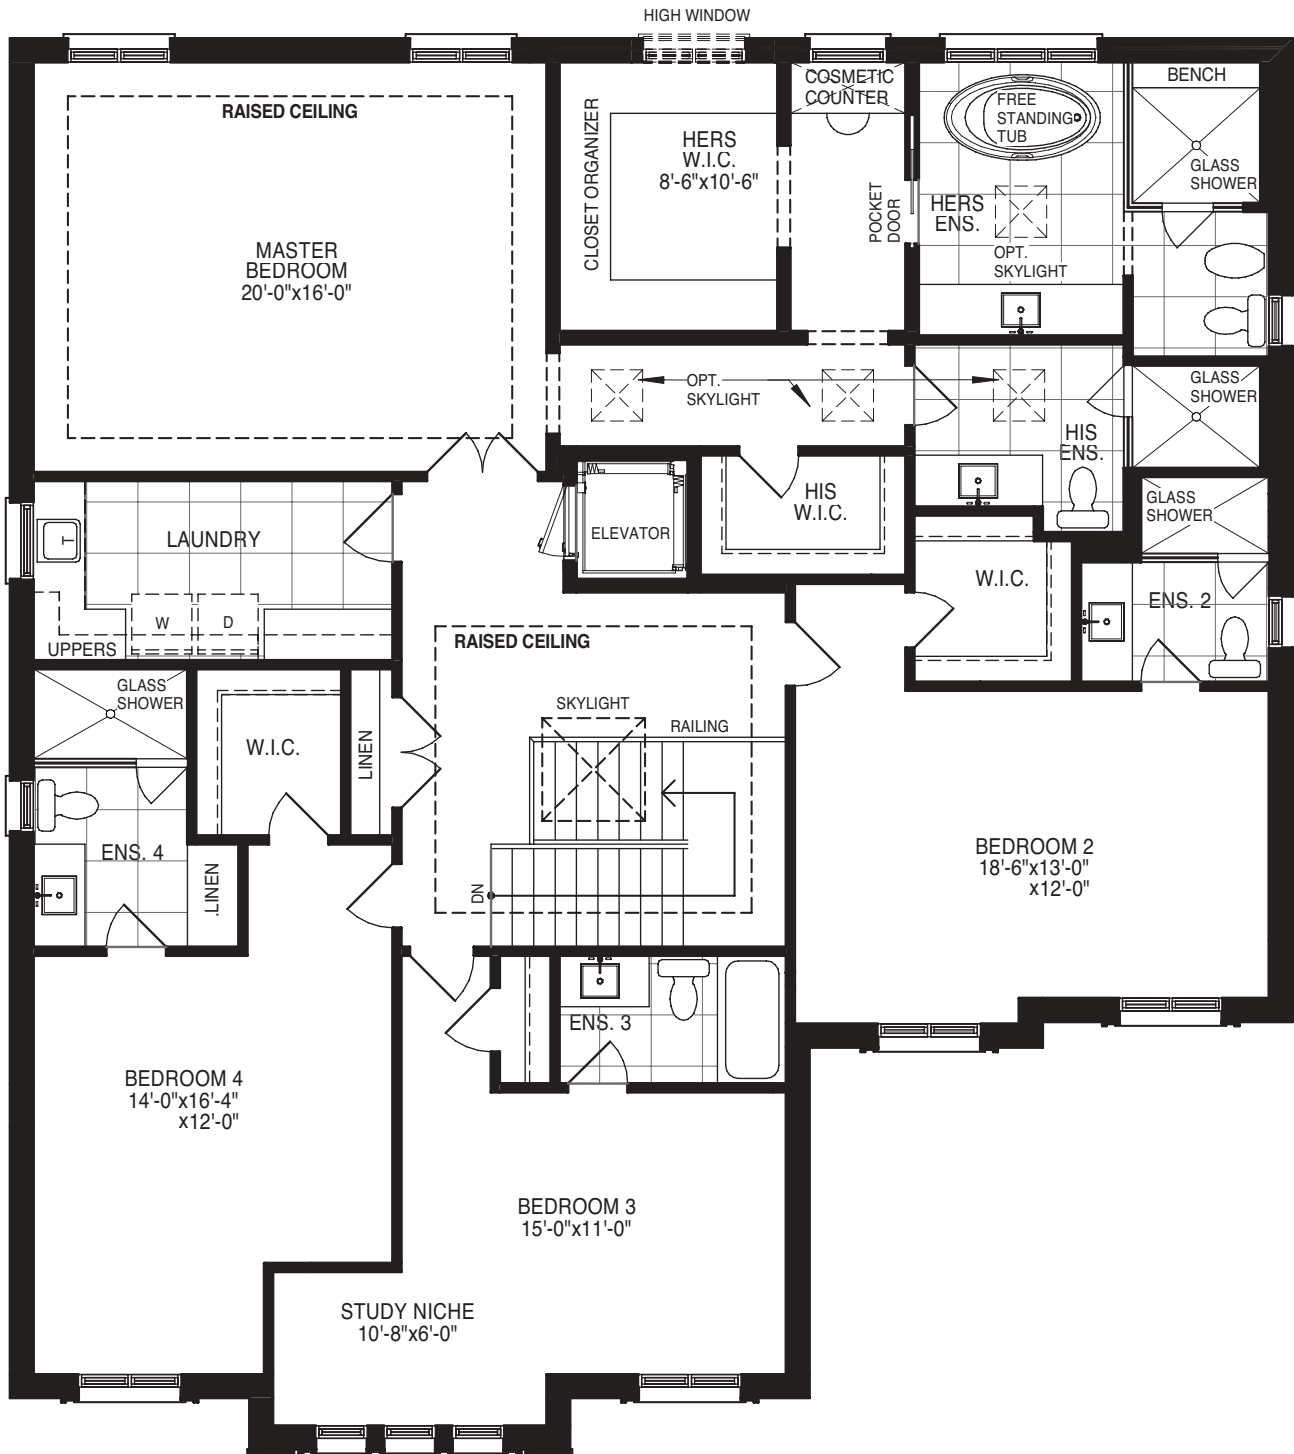 HIGH WINDOW
RAISED CEILING
MASTER
BEDROOM
20'-0"x16'-0"
CLOSET ORGANIZER
HERS
W.I.C.
8'-6"x10'-6"
COSMETIC
COUNTER
POCKET
DOOR
FREE
STANDING
TUB
HERS
ENS.
OPT.
SKYLIGHT
BENCH
GLASS
SHOWER
OPT.
SKYLIGHT
HIS
ENS.
GLASS
SHOWER
LAUNDRY
W
D
T
UPPERS
ELEVATOR
HIS
W.I.C.
W.I.C.
GLASS
SHOWER
ENS. 2
RAISED CEILING
SKYLIGHT
RAILING
DN
GLASS
SHOWER
W.I.C.
LINEN
ENS. 4
.LINEN
BEDROOM 2
18'-6"x13'-0"
x12'-0"
ENS. 3
BEDROOM 4
14'-0"x16'-4"
x12'-0"
BEDROOM 3
15'-0"x11'-0"
STUDY NICHE
10'-8"x6'-0"